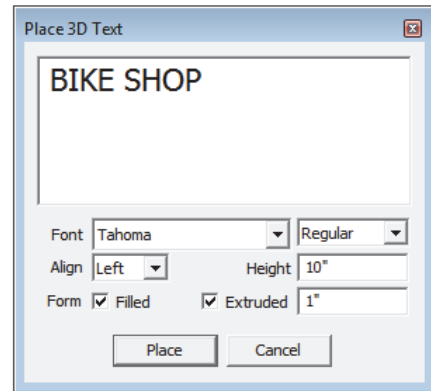 Place 3D Text
BIKE SHOP
Font Tahoma Regular
Align Left Height 10"
Form Filled Extruded 1"
Place Cancel